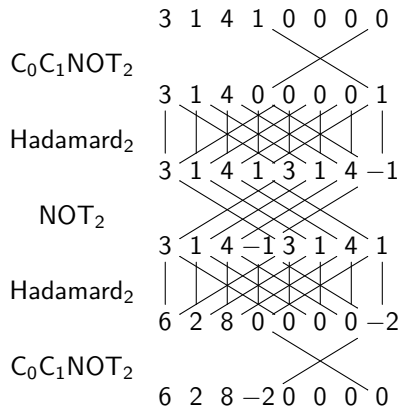 3 1 4 1 0 0 0 0
C₀C₁NOT₂
3 1 4 0 0 0 0 1
Hadamard₂
3 1 4 1 3 1 4 −1
NOT₂
3 1 4 −1 3 1 4 1
Hadamard₂
6 2 8 0 0 0 0 −2
C₀C₁NOT₂
6 2 8 −2 0 0 0 0